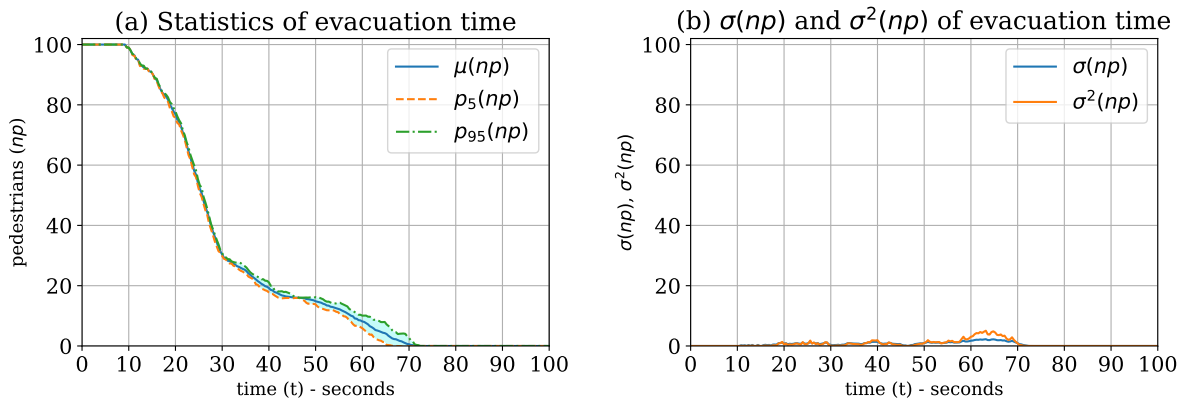 (a) Statistics of evacuation time
pedestrians (np)
100
80
60
40
20
0
μ(np)
p₅(np)
p₉₅(np)
0 10 20 30 40 50 60 70 80 90 100
time (t) - seconds
(b) σ(np) and σ²(np) of evacuation time
σ(np), σ²(np)
100
80
60
40
20
0
σ(np)
σ²(np)
0 10 20 30 40 50 60 70 80 90 100
time (t) - seconds